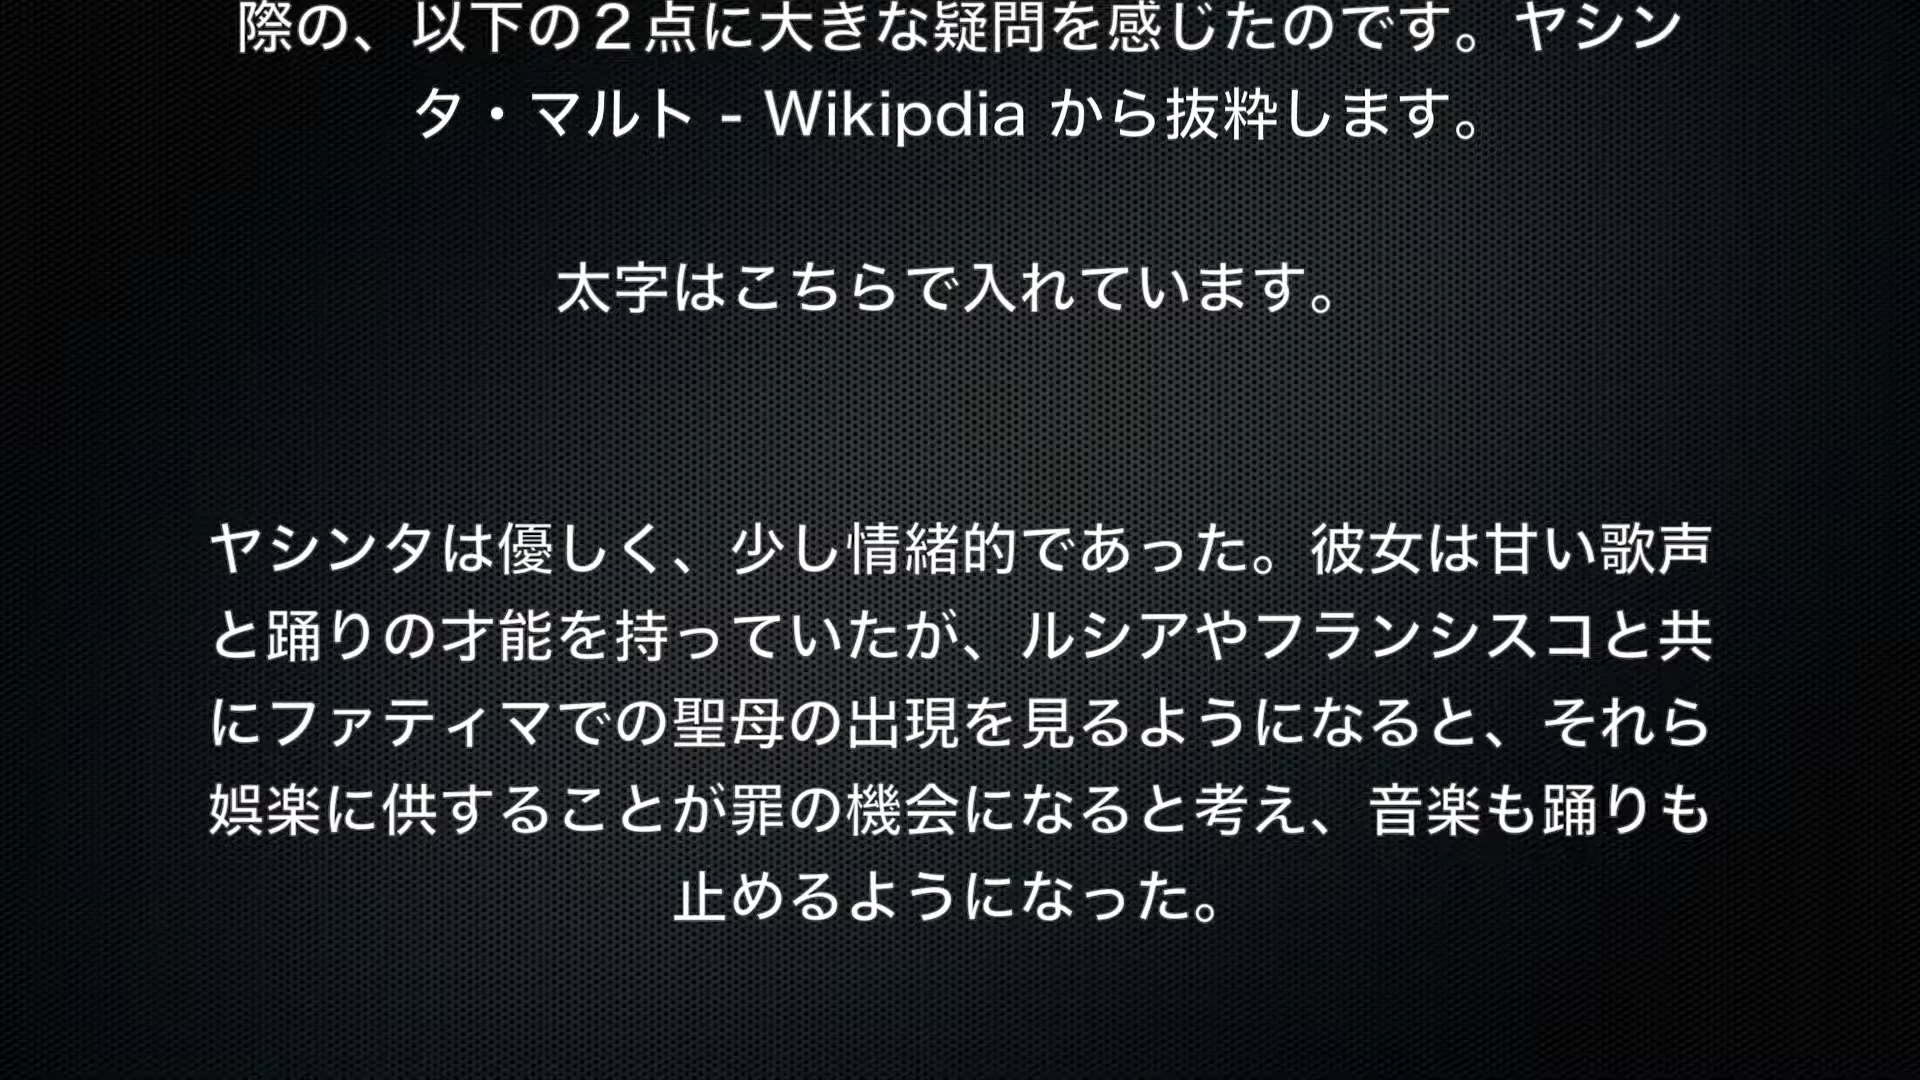 際の、以下の２点に大きな疑問を感じたのです。ヤシン
タ・マルト - Wikipdia から抜粋します。
太字はこちらで入れています。
ヤシンタは優しく、少し情緒的であった。彼女は甘い歌声
と踊りの才能を持っていたが、ルシアやフランシスコと共
にファティマでの聖母の出現を見るようになると、それら
娯楽に供することが罪の機会になると考え、音楽も踊りも
止めるようになった。